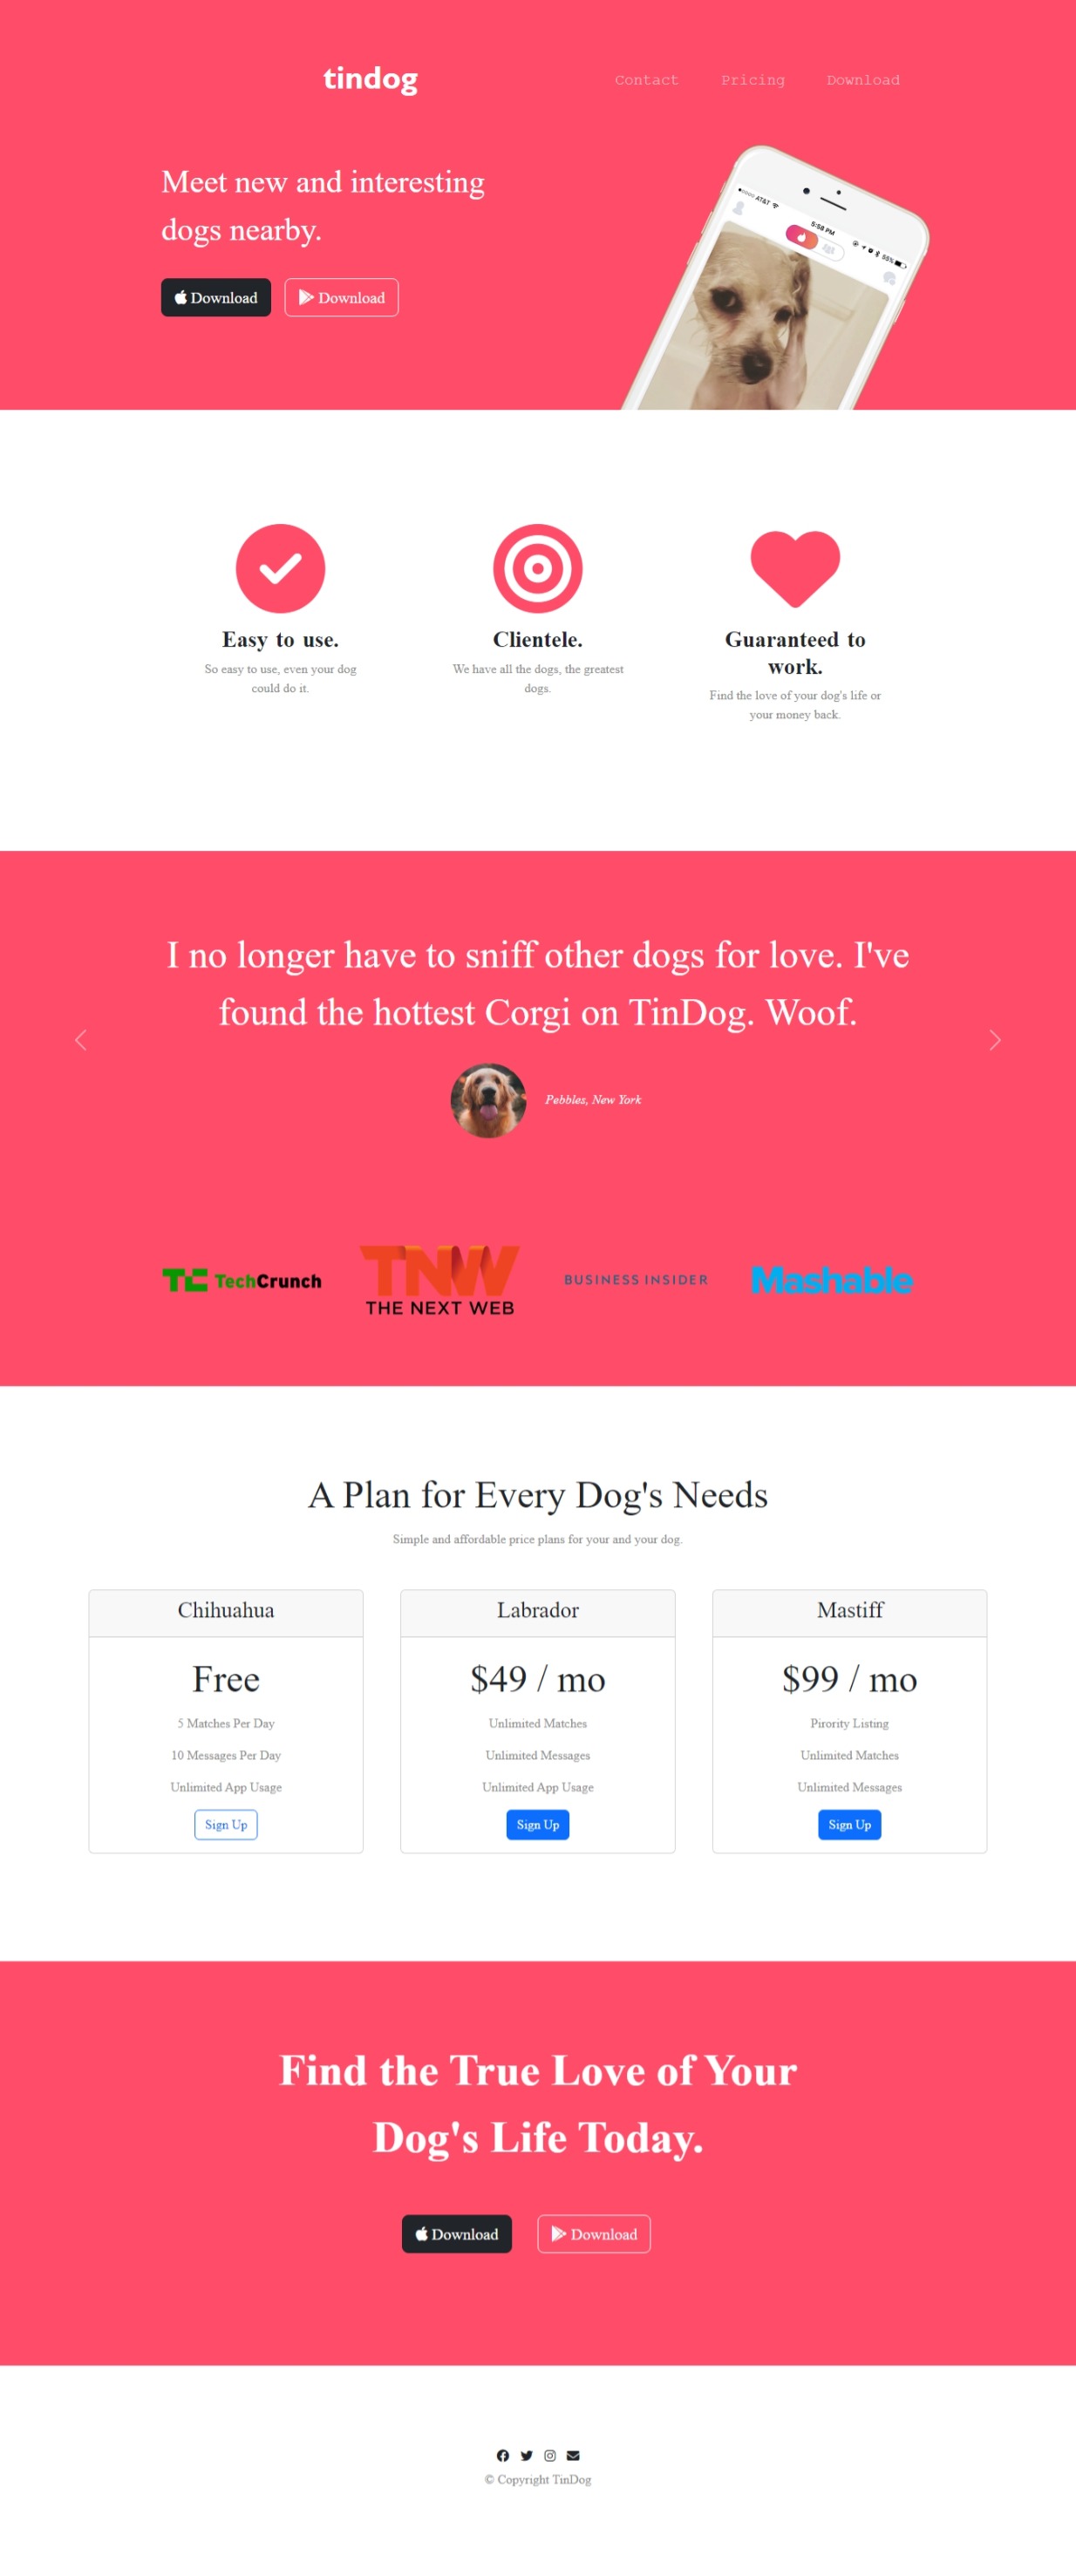 tindog
Contact Pricing Download
Meet new and interesting
dogs nearby.
Download Download
AT&T
5:58 PM
55%
Easy to use.
So easy to use, even your dog
could do it.
Clientele.
We have all the dogs, the greatest
dogs.
Guaranteed to
work.
Find the love of your dog's life or
your money back.
I no longer have to sniff other dogs for love. I've
found the hottest Corgi on TinDog. Woof.
Pebbles, New York
TC TechCrunch
TNW
THE NEXT WEB
BUSINESS INSIDER
Mashable
A Plan for Every Dog's Needs
Simple and affordable price plans for your and your dog.
Chihuahua
Free
5 Matches Per Day
10 Messages Per Day
Unlimited App Usage
Sign Up
Labrador
$49 / mo
Unlimited Matches
Unlimited Messages
Unlimited App Usage
Sign Up
Mastiff
$99 / mo
Pirority Listing
Unlimited Matches
Unlimited Messages
Sign Up
Find the True Love of Your
Dog's Life Today.
Download Download
© Copyright TinDog